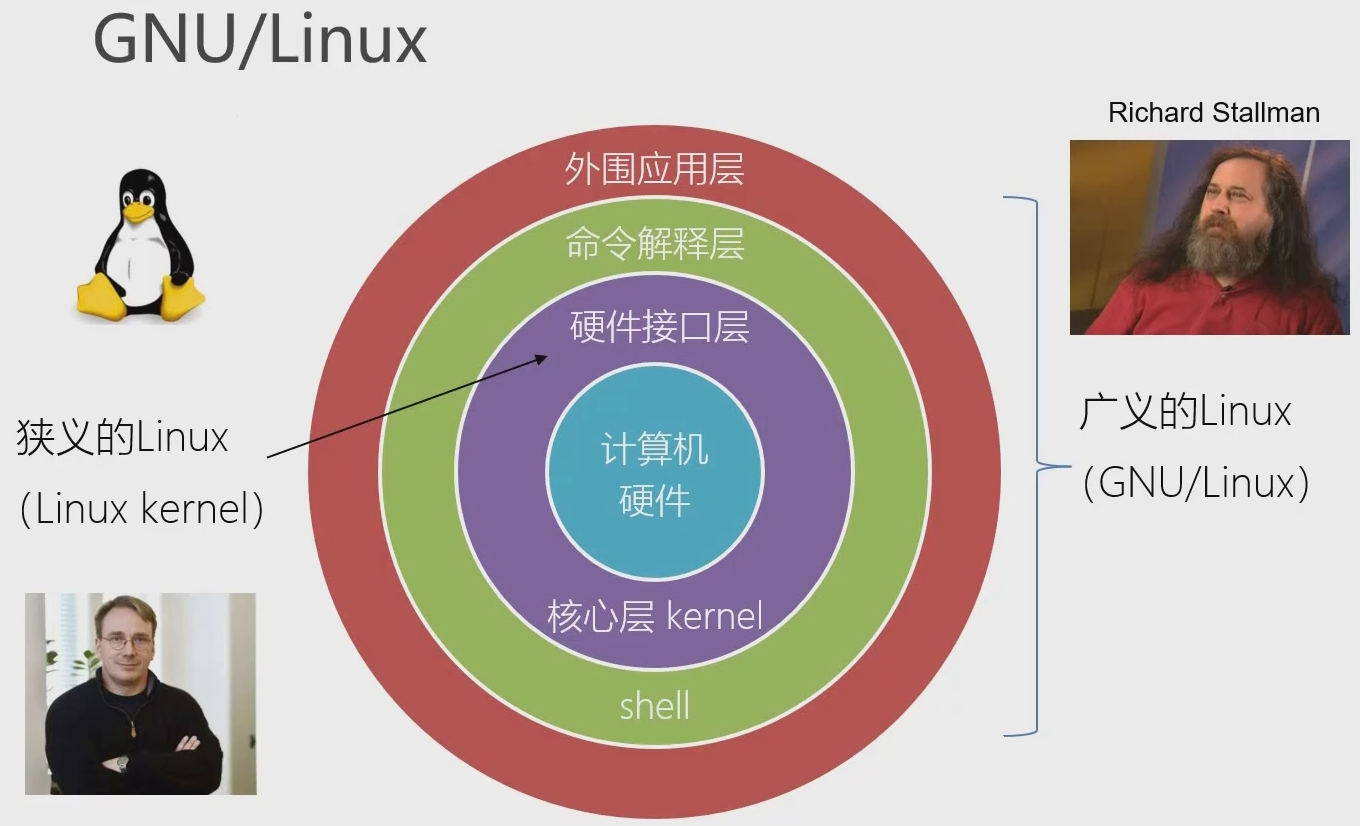 GNU/Linux
Richard Stallman
外围应用层
命令解释层
硬件接口层
计算机
硬件
核心层 kernel
shell
狭义的Linux
(Linux kernel)
广义的Linux
(GNU/Linux)